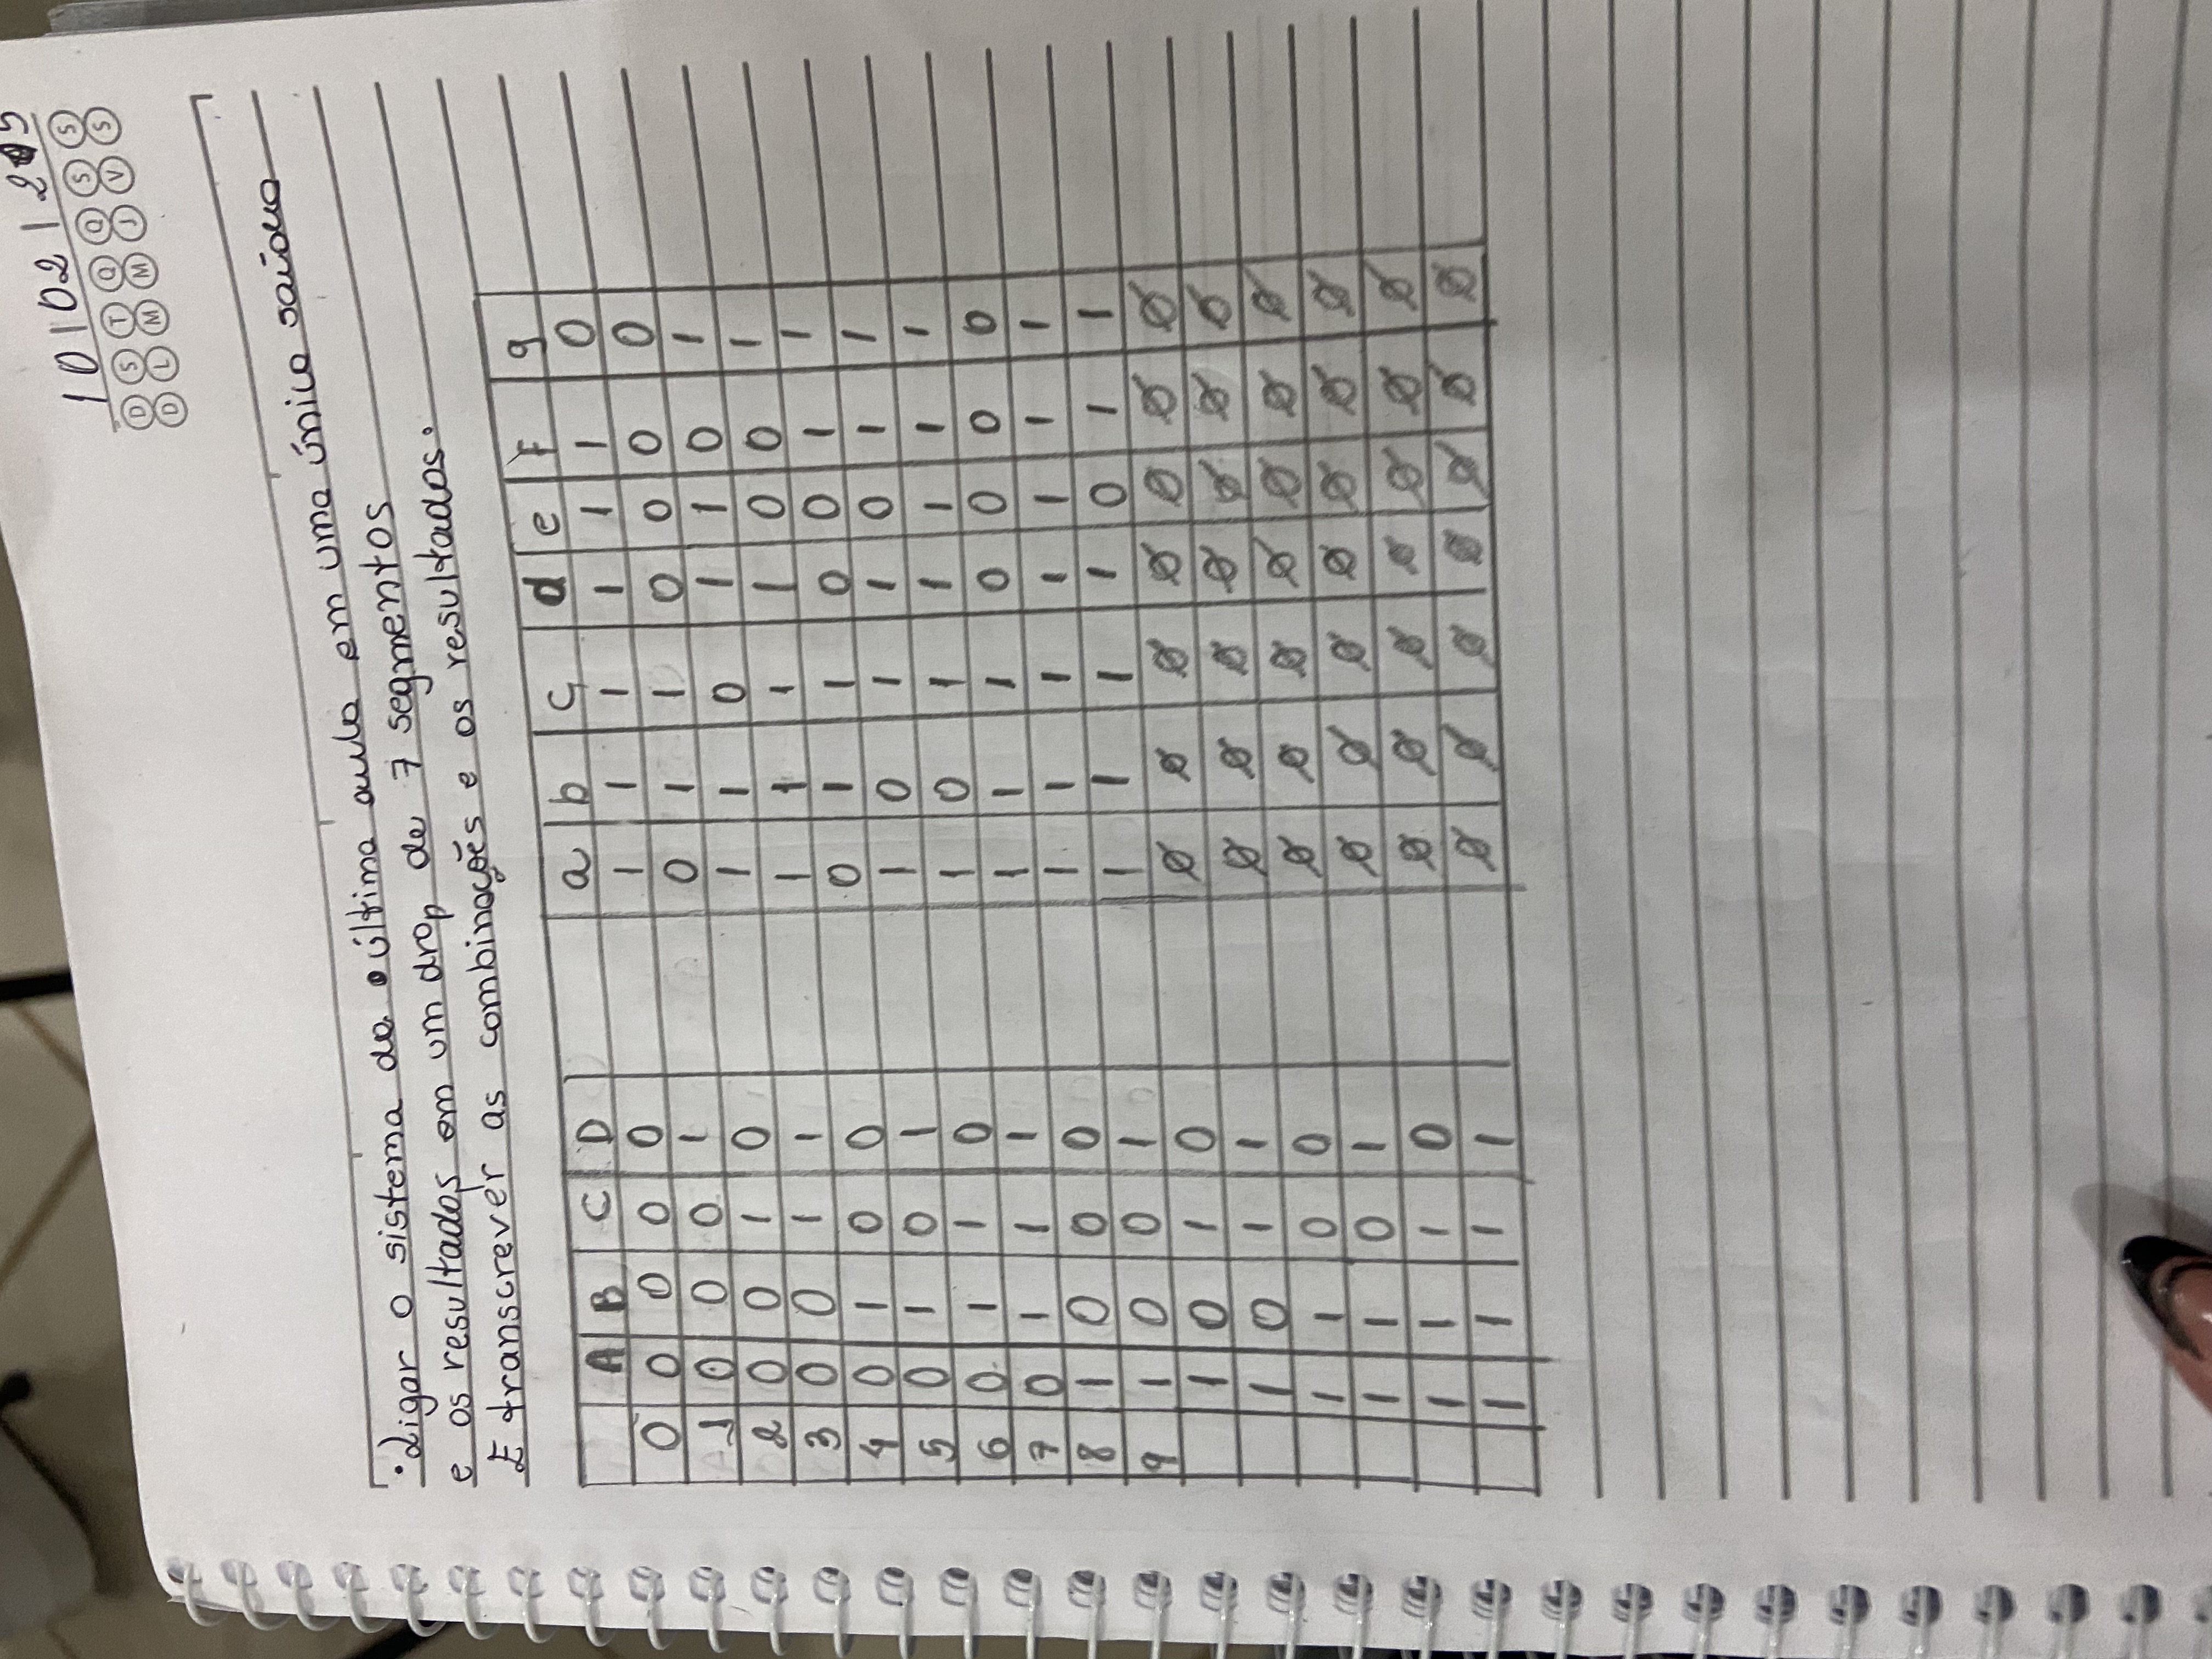 10/02/25
D S T Q Q S S
D L M M J V S
• Ligar o sistema da última aula em uma única saída
e os resultados em um drop de 7 segmentos
E transcrever as combinações e os resultados.
A B C D a b c d e F g
0 0 0 0 0 1 1 1 1 1 1 0
1 0 0 0 1 0 1 1 0 0 0 0
2 0 0 1 0 1 1 0 1 1 0 1
3 0 0 1 1 1 1 1 1 0 0 1
4 0 1 0 0 0 1 1 0 0 1 1
5 0 1 0 1 1 0 1 1 0 1 1
6 0 1 1 0 1 0 1 1 1 1 1
7 0 1 1 1 1 1 1 0 0 0 0
8 1 0 0 0 1 1 1 1 1 1 1
9 1 0 0 1 1 1 1 1 0 1 1
1 0 1 0 Ø Ø Ø Ø Ø Ø Ø
1 0 1 1 Ø Ø Ø Ø Ø Ø Ø
1 1 0 0 Ø Ø Ø Ø Ø Ø Ø
1 1 0 1 Ø Ø Ø Ø Ø Ø Ø
1 1 1 0 Ø Ø Ø Ø Ø Ø Ø
1 1 1 1 Ø Ø Ø Ø Ø Ø Ø